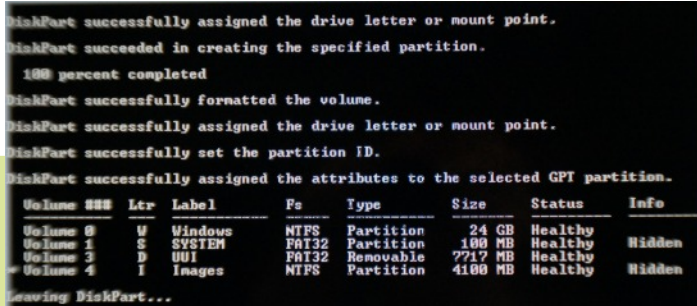 DiskPart successfully assigned the drive letter or mount point.
DiskPart succeeded in creating the specified partition.
100 percent completed
DiskPart successfully formatted the volume.
DiskPart successfully assigned the drive letter or mount point.
DiskPart successfully set the partition ID.
DiskPart successfully assigned the attributes to the selected GPT partition.
Volume ### Ltr Label Fs Type Size Status Info
Volume 0 W Windows NTFS Partition 24 GB Healthy
Volume 1 S SYSTEM FAT32 Partition 100 MB Healthy Hidden
Volume 3 D UUI FAT32 Removable 7717 MB Healthy
* Volume 4 I Images NTFS Partition 4100 MB Healthy Hidden
Leaving DiskPart...